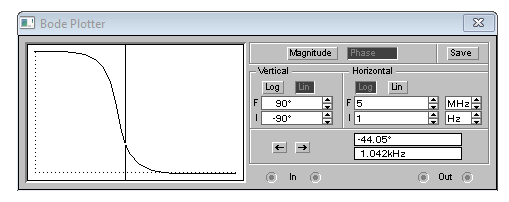 Bode Plotter
Magnitude Phase Save
Vertical Horizontal
Log Lin Log Lin
F 90° F 5 MHz
I -90° I 1 Hz
-44.05°
1.042kHz
In Out